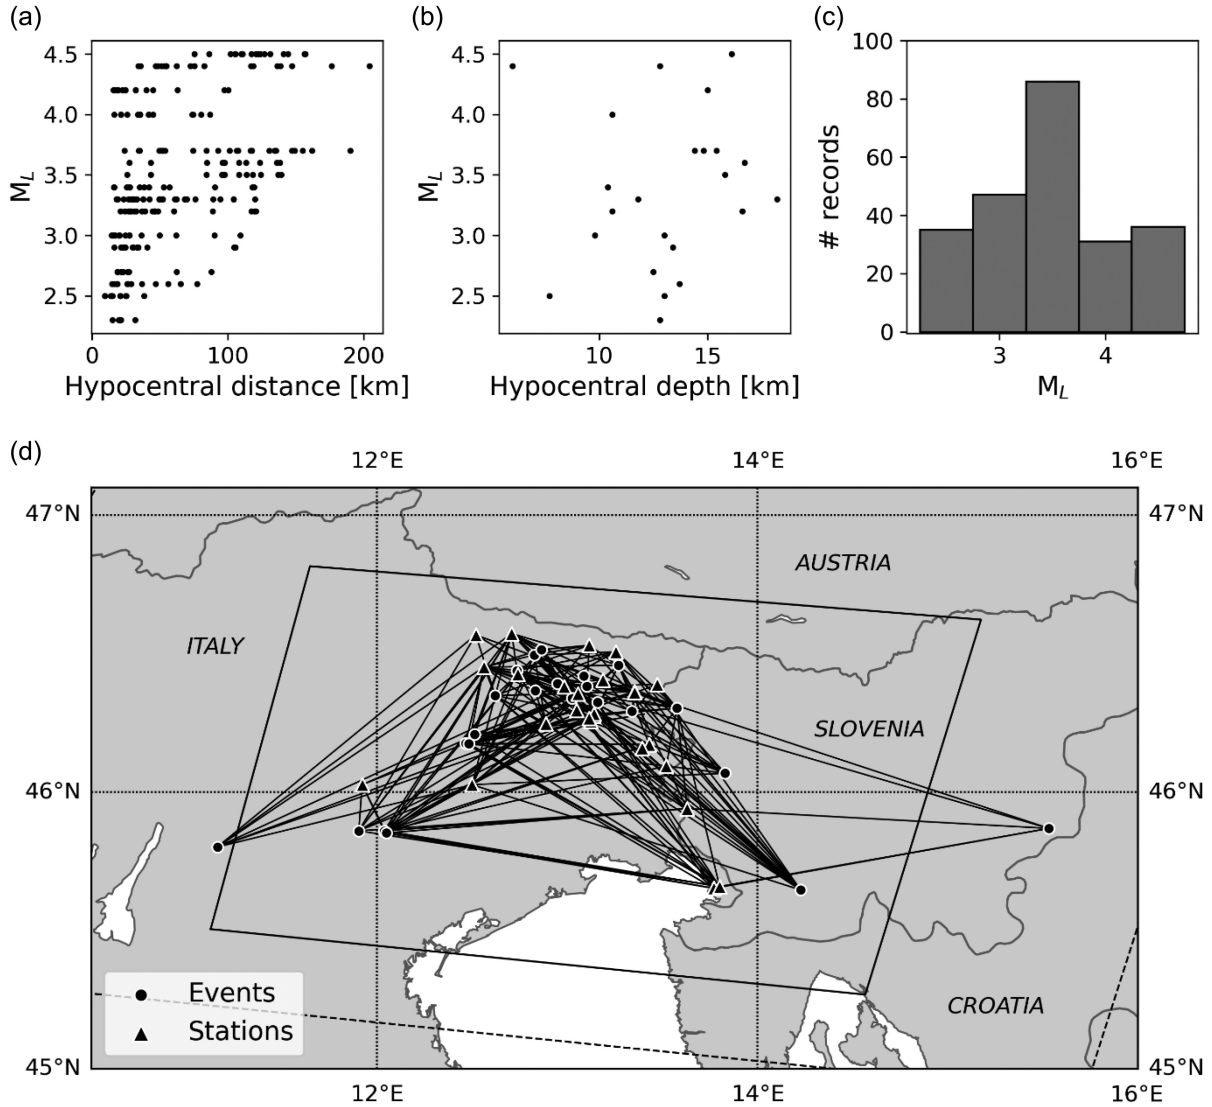 (a)
4.5
4.0
3.5
3.0
2.5
M_L
0 100 200
Hypocentral distance [km]
(b)
4.5
4.0
3.5
3.0
2.5
M_L
10 15
Hypocentral depth [km]
(c)
100
80
60
40
20
0
# records
3 4
M_L
(d)
12°E 14°E 16°E
47°N 47°N
AUSTRIA
ITALY
SLOVENIA
46°N 46°N
Events
Stations
CROATIA
45°N 45°N
12°E 14°E 16°E